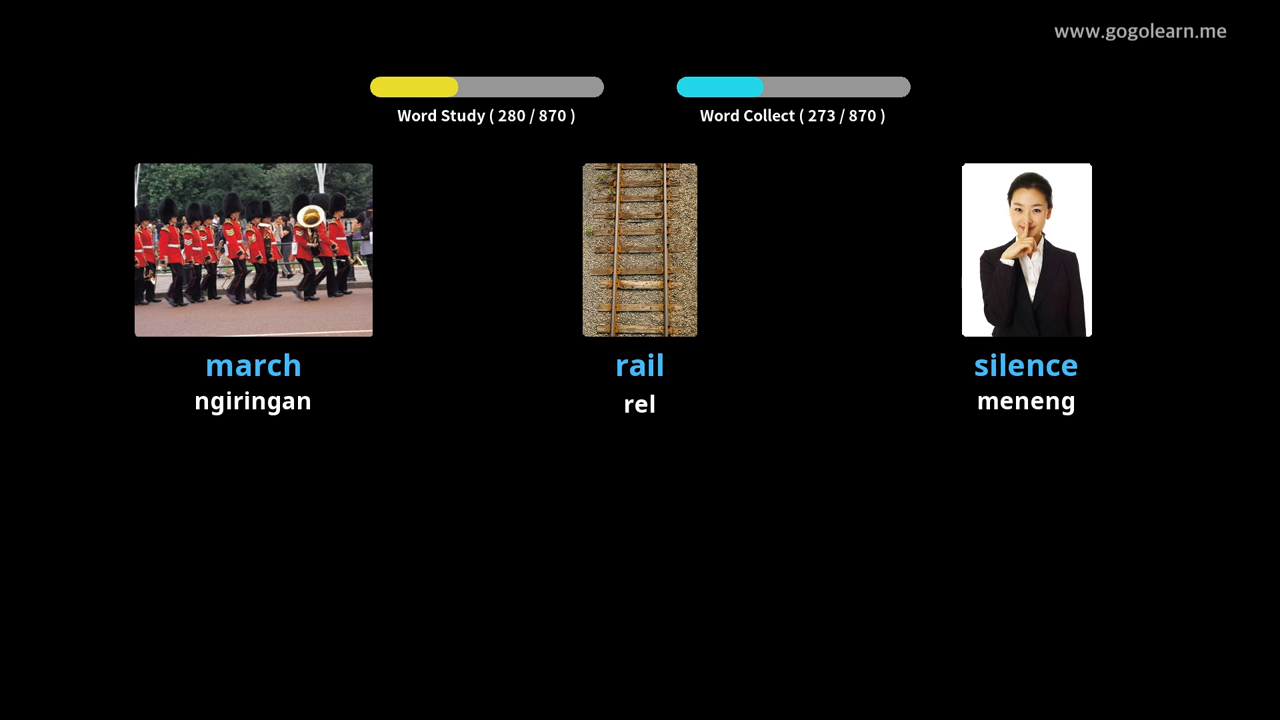 www.gogolearn.me
Word Study ( 280 / 870 )
Word Collect ( 273 / 870 )
march
ngiringan
rail
rel
silence
meneng